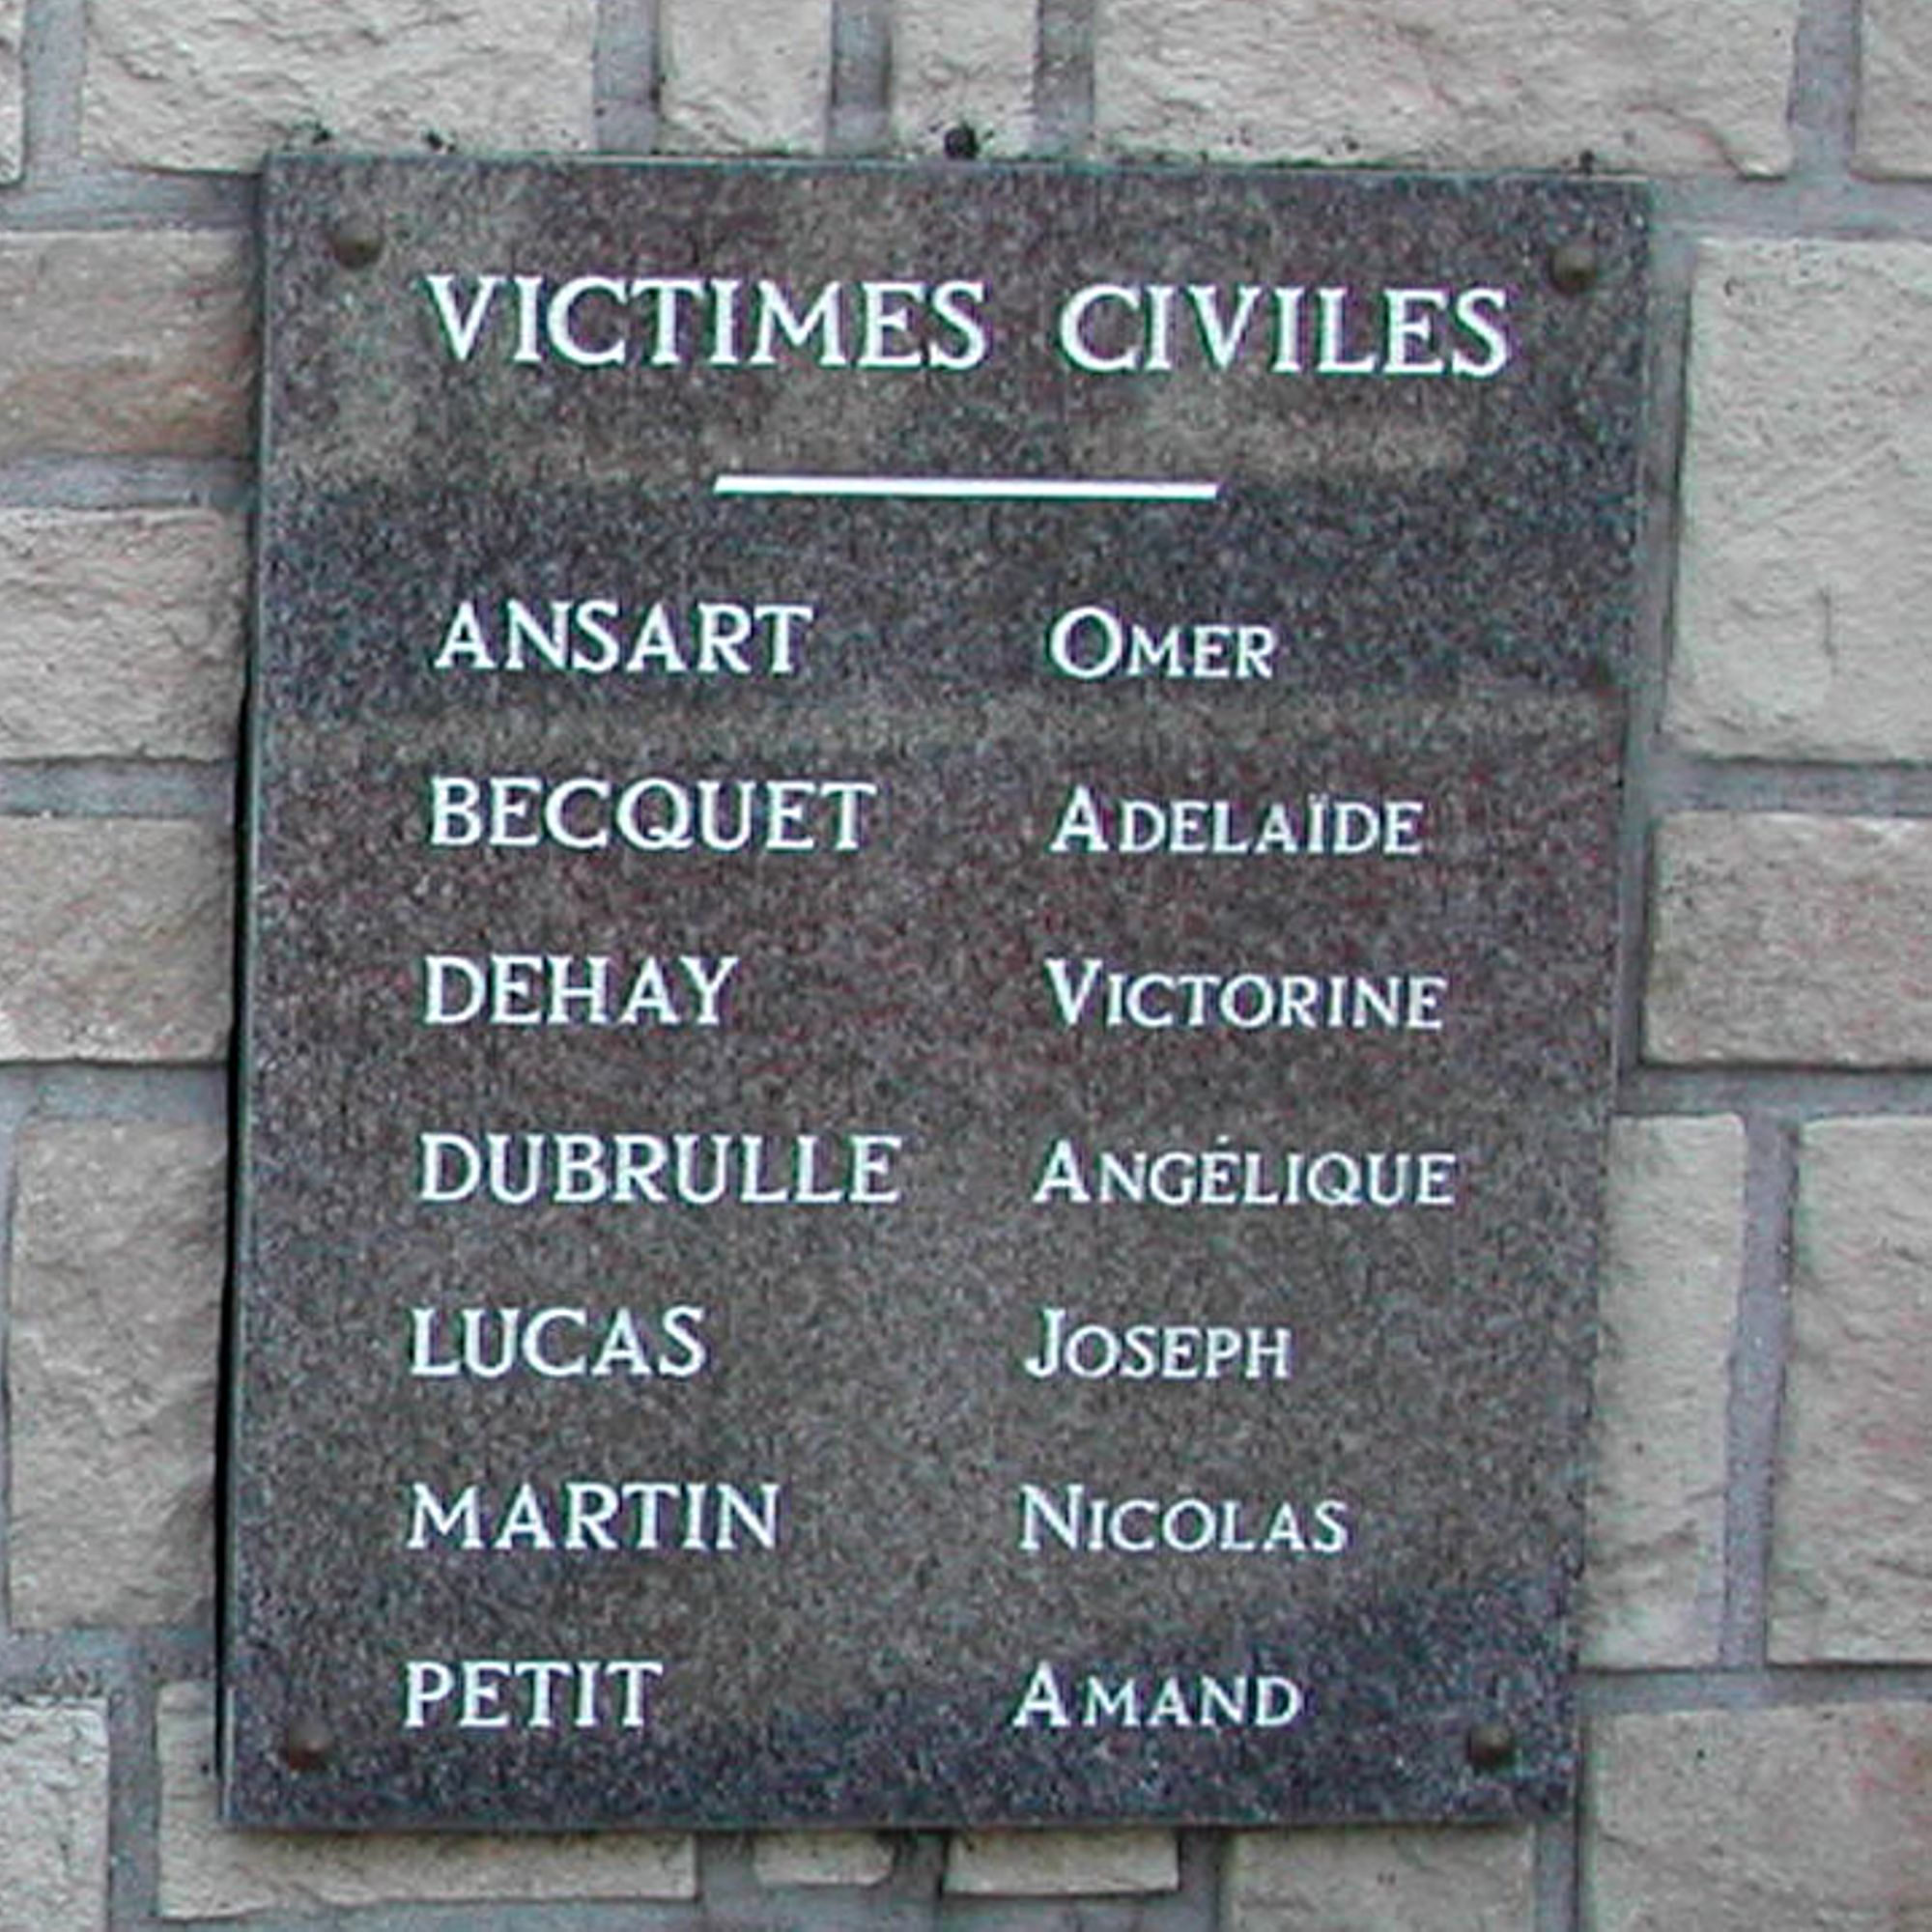 VICTIMES CIVILES
ANSART OMER
BECQUET ADELAÏDE
DEHAY VICTORINE
DUBRULLE ANGÉLIQUE
LUCAS JOSEPH
MARTIN NICOLAS
PETIT AMAND